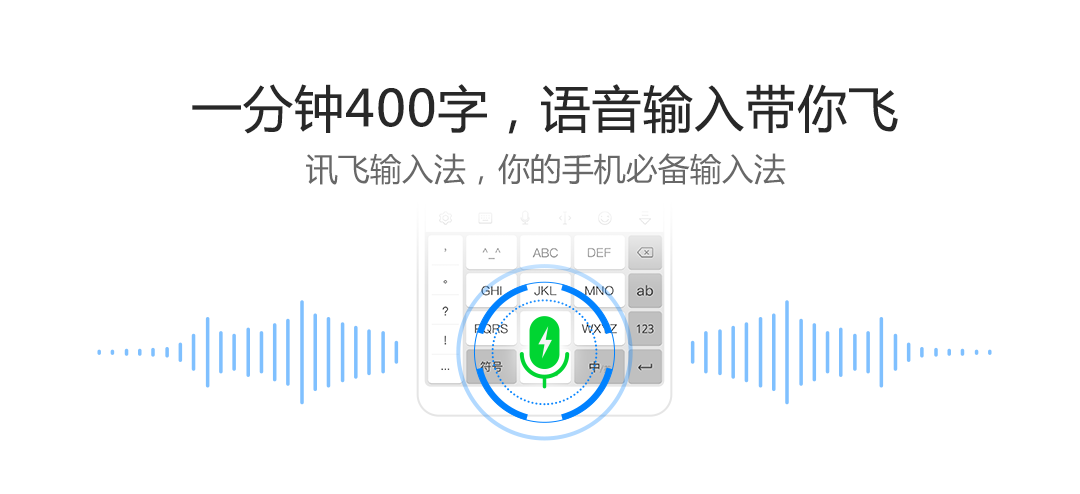 一分钟400字，语音输入带你飞
讯飞输入法，你的手机必备输入法
， ^_^ ABC DEF
。 GHI JKL MNO ab
? PQRS WXYZ 123
!
... 符号 中